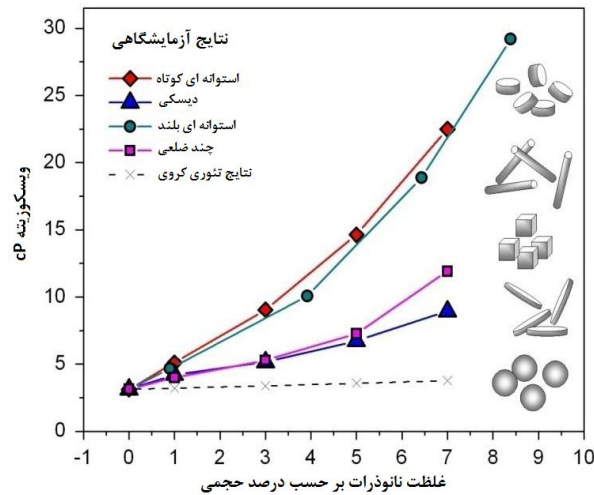 نتایج آزمایشگاهی
استوانه ای کوتاه
دیسکی
استوانه ای بلند
چند ضلعی
نتایج تئوری کروی
ویسکوزیته cP
30
25
20
15
10
5
0
-1 0 1 2 3 4 5 6 7 8 9 10
غلظت نانوذرات بر حسب درصد حجمی